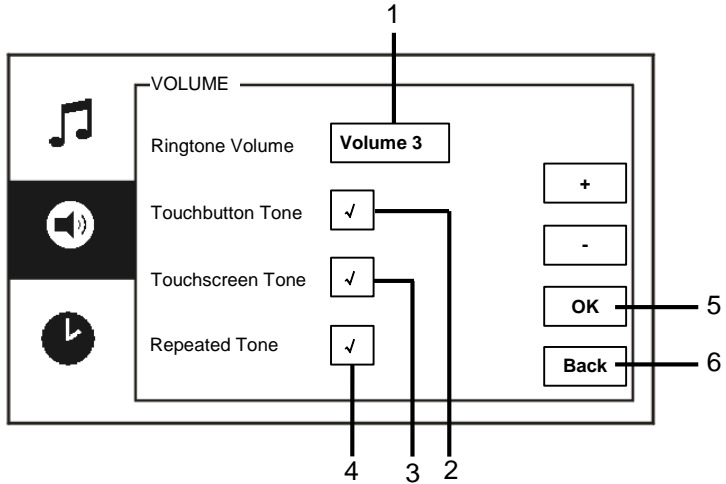 1
VOLUME
Ringtone Volume
Volume 3
+
Touchbutton Tone
√
-
Touchscreen Tone
√
OK
5
Repeated Tone
√
Back
6
4
3
2